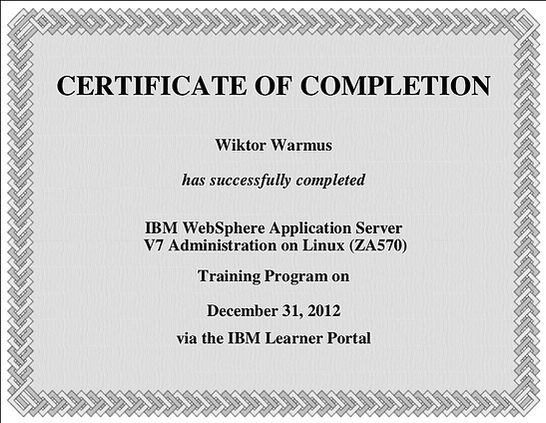 CERTIFICATE OF COMPLETION
Wiktor Warmus
has successfully completed
IBM WebSphere Application Server
V7 Administration on Linux (ZA570)
Training Program on
December 31, 2012
via the IBM Learner Portal